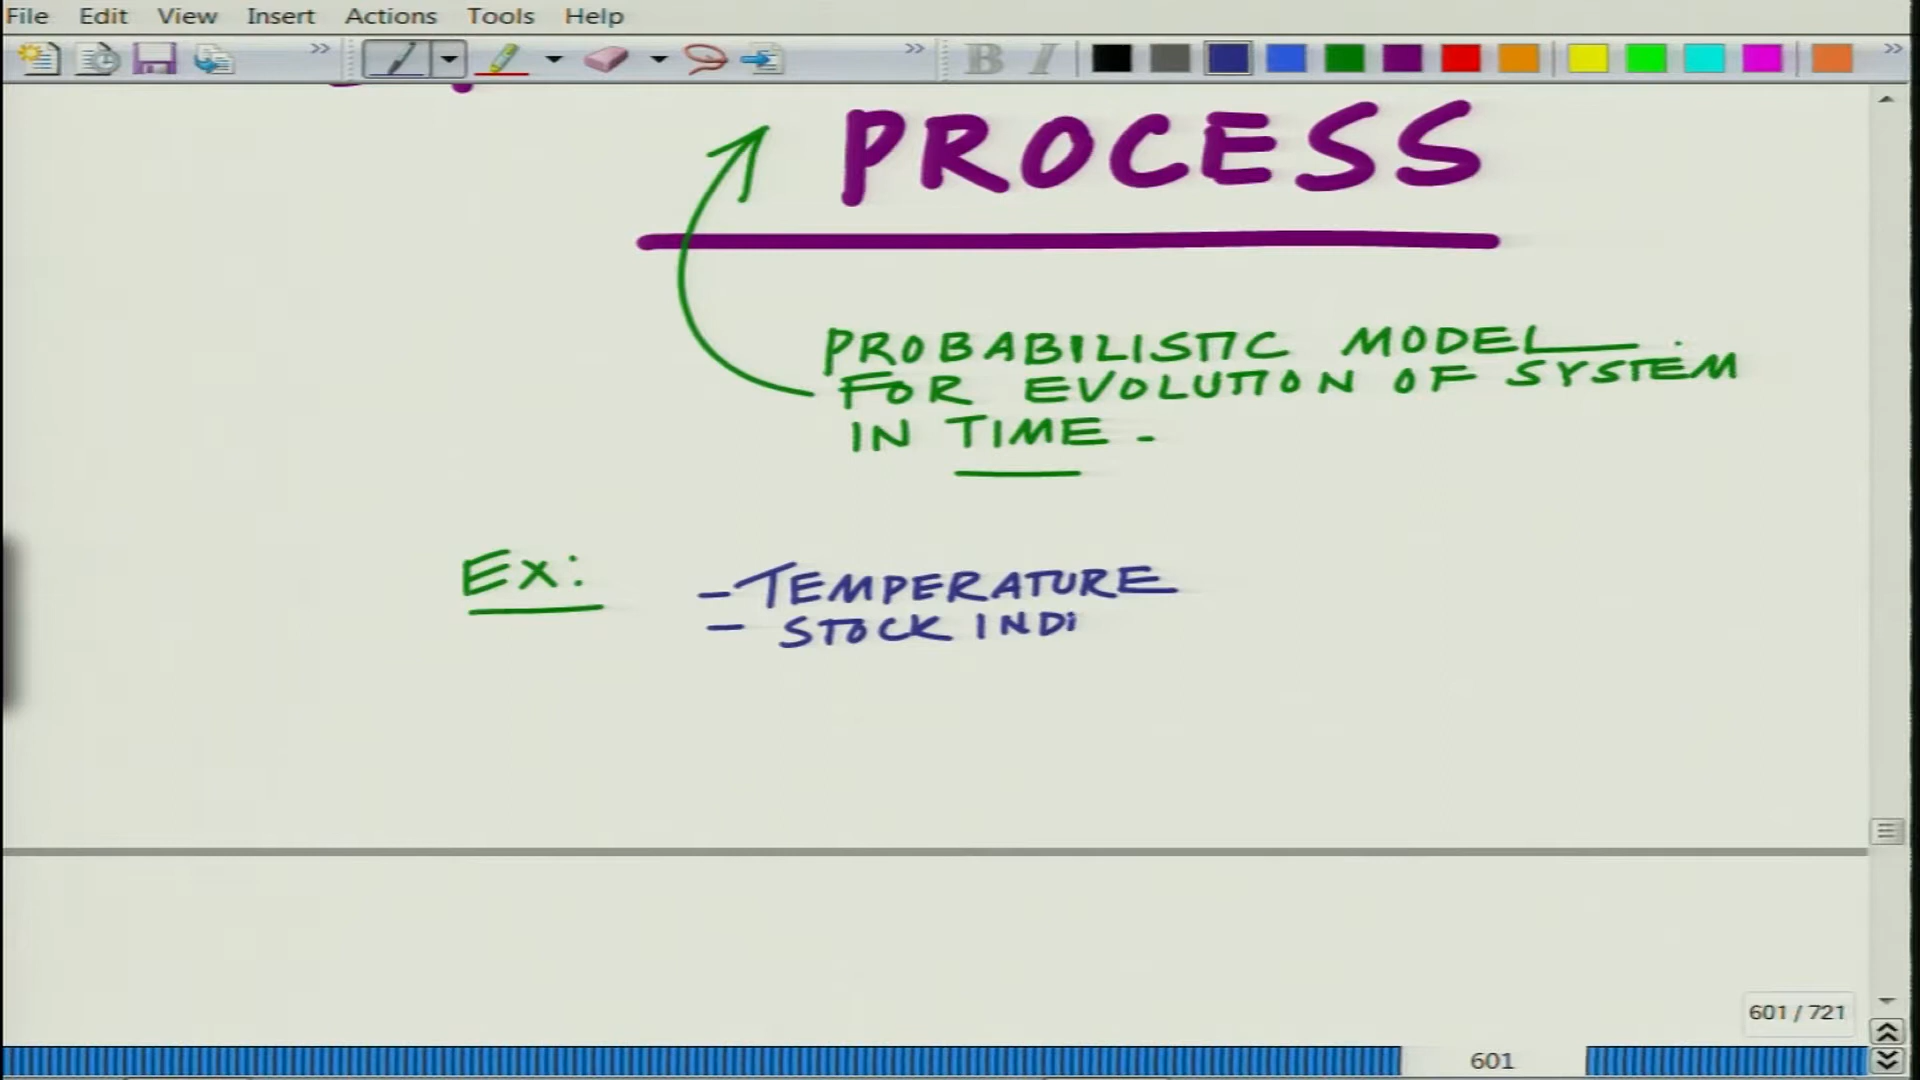 File Edit View Insert Actions Tools Help
B I
PROCESS
PROBABILISTIC MODEL
FOR EVOLUTION OF SYSTEM
IN TIME -
Ex:
- TEMPERATURE
- STOCK INDI
601 / 721
601